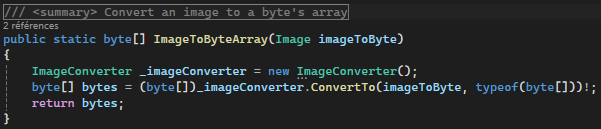 /// <summary> Convert an image to a byte's array
2 références
public static byte[] ImageToByteArray(Image imageToByte)
{
ImageConverter _imageConverter = new ImageConverter();
byte[] bytes = (byte[])_imageConverter.ConvertTo(imageToByte, typeof(byte[]))!;
return bytes;
}